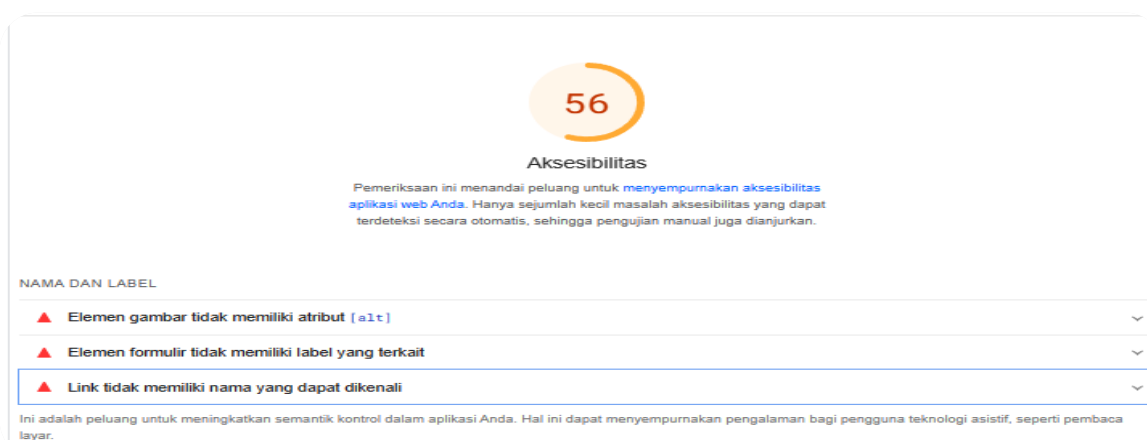 56
Aksesibilitas
Pemeriksaan ini menandai peluang untuk menyempurnakan aksesibilitas
aplikasi web Anda. Hanya sejumlah kecil masalah aksesibilitas yang dapat
terdeteksi secara otomatis, sehingga pengujian manual juga dianjurkan.
NAMA DAN LABEL
Elemen gambar tidak memiliki atribut [alt]
Elemen formulir tidak memiliki label yang terkait
Link tidak memiliki nama yang dapat dikenali
Ini adalah peluang untuk meningkatkan semantik kontrol dalam aplikasi Anda. Hal ini dapat menyempurnakan pengalaman bagi pengguna teknologi asistif, seperti pembaca
layar.